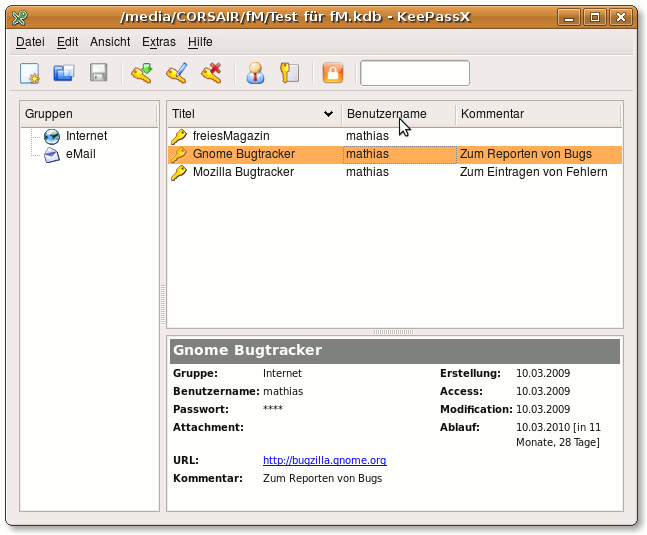 /media/CORSAIR/fM/Test für fM.kdb - KeePassX
Datei Edit Ansicht Extras Hilfe
Gruppen
Internet
eMail
Titel Benutzername Kommentar
freiesMagazin mathias
Gnome Bugtracker mathias Zum Reporten von Bugs
Mozilla Bugtracker mathias Zum Eintragen von Fehlern
Gnome Bugtracker
Gruppe: Internet Erstellung: 10.03.2009
Benutzername: mathias Access: 10.03.2009
Passwort: **** Modification: 10.03.2009
Attachment: Ablauf: 10.03.2010 [in 11
Monate, 28 Tage]
URL: http://bugzilla.gnome.org
Kommentar: Zum Reporten von Bugs